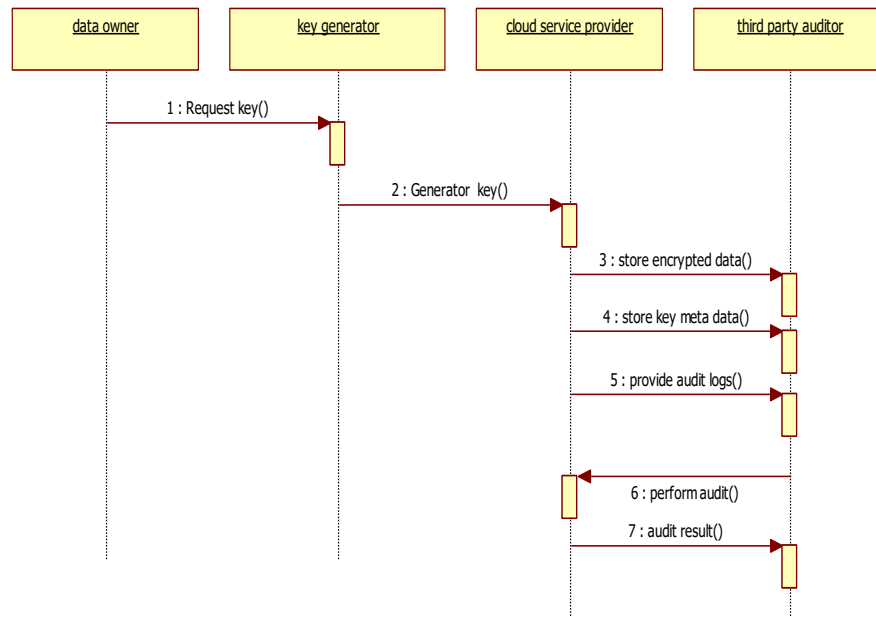 data owner
key generator
cloud service provider
third party auditor
1 : Request key()
2 : Generator key()
3 : store encrypted data()
4 : store key meta data()
5 : provide audit logs()
6 : perform audit()
7 : audit result()